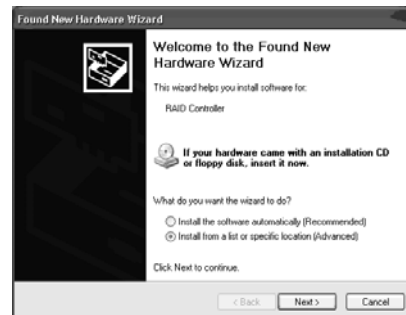 Found New Hardware Wizard
Welcome to the Found New
Hardware Wizard
This wizard helps you install software for:
RAID Controller
If your hardware came with an installation CD
or floppy disk, insert it now.
What do you want the wizard to do?
Install the software automatically (Recommended)
Install from a list or specific location (Advanced)
Click Next to continue.
< Back
Next >
Cancel